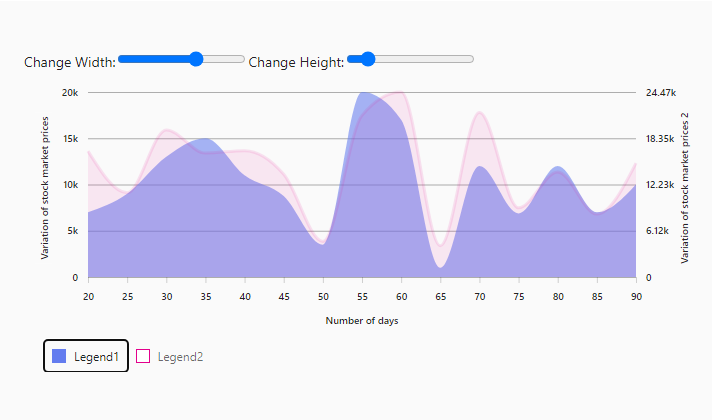 Change Width: Change Height:
20k
15k
10k
5k
0
Variation of stock market prices
24.47k
18.35k
12.23k
6.12k
0
Variation of stock market prices 2
20 25 30 35 40 45 50 55 60 65 70 75 80 85 90
Number of days
Legend1 Legend2